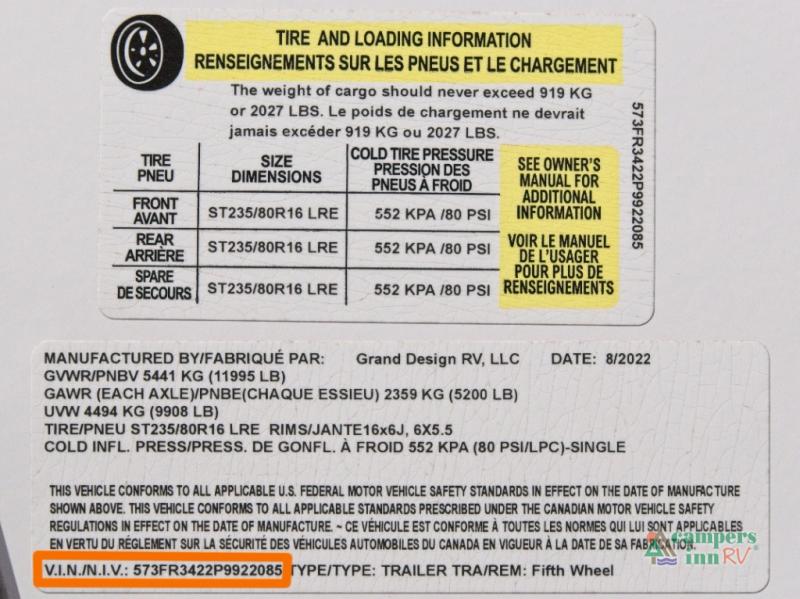 TIRE AND LOADING INFORMATION
RENSEIGNEMENTS SUR LES PNEUS ET LE CHARGEMENT
The weight of cargo should never exceed 919 KG
or 2027 LBS. Le poids de chargement ne devrait
jamais excéder 919 KG ou 2027 LBS.
573FR3422P9922085
TIRE
PNEU
SIZE
DIMENSIONS
COLD TIRE PRESSURE
PRESSION DES
PNEUS À FROID
FRONT
AVANT
ST235/80R16 LRE
552 KPA /80 PSI
REAR
ARRIÈRE
ST235/80R16 LRE
552 KPA /80 PSI
SPARE
DE SECOURS
ST235/80R16 LRE
552 KPA /80 PSI
SEE OWNER'S
MANUAL FOR
ADDITIONAL
INFORMATION
VOIR LE MANUEL
DE L'USAGER
POUR PLUS DE
RENSEIGNEMENTS
MANUFACTURED BY/FABRIQUÉ PAR: Grand Design RV, LLC DATE: 8/2022
GVWR/PNBV 5441 KG (11995 LB)
GAWR (EACH AXLE)/PNBE(CHAQUE ESSIEU) 2359 KG (5200 LB)
UVW 4494 KG (9908 LB)
TIRE/PNEU ST235/80R16 LRE RIMS/JANTE16x6J, 6X5.5
COLD INFL. PRESS/PRESS. DE GONFL. À FROID 552 KPA (80 PSI/LPC)-SINGLE
THIS VEHICLE CONFORMS TO ALL APPLICABLE U.S. FEDERAL MOTOR VEHICLE SAFETY STANDARDS IN EFFECT ON THE DATE OF MANUFACTURE
SHOWN ABOVE. THIS VEHICLE CONFORMS TO ALL APPLICABLE STANDARDS PRESCRIBED UNDER THE CANADIAN MOTOR VEHICLE SAFETY
REGULATIONS IN EFFECT ON THE DATE OF MANUFACTURE. ~ CE VÉHICULE EST CONFORME À TOUTES LES NORMES QUI LUI SONT APPLICABLES
EN VERTU DU RÉGLEMENT SUR LA SÉCURITÉ DES VÉHICULES AUTOMOBILES DU CANADA EN VIGUEUR À LA DATE DE SA FABRICATION.
V.I.N./N.I.V.: 573FR3422P9922085 TYPE/TYPE: TRAILER TRA/REM: Fifth Wheel
campers
inn RV